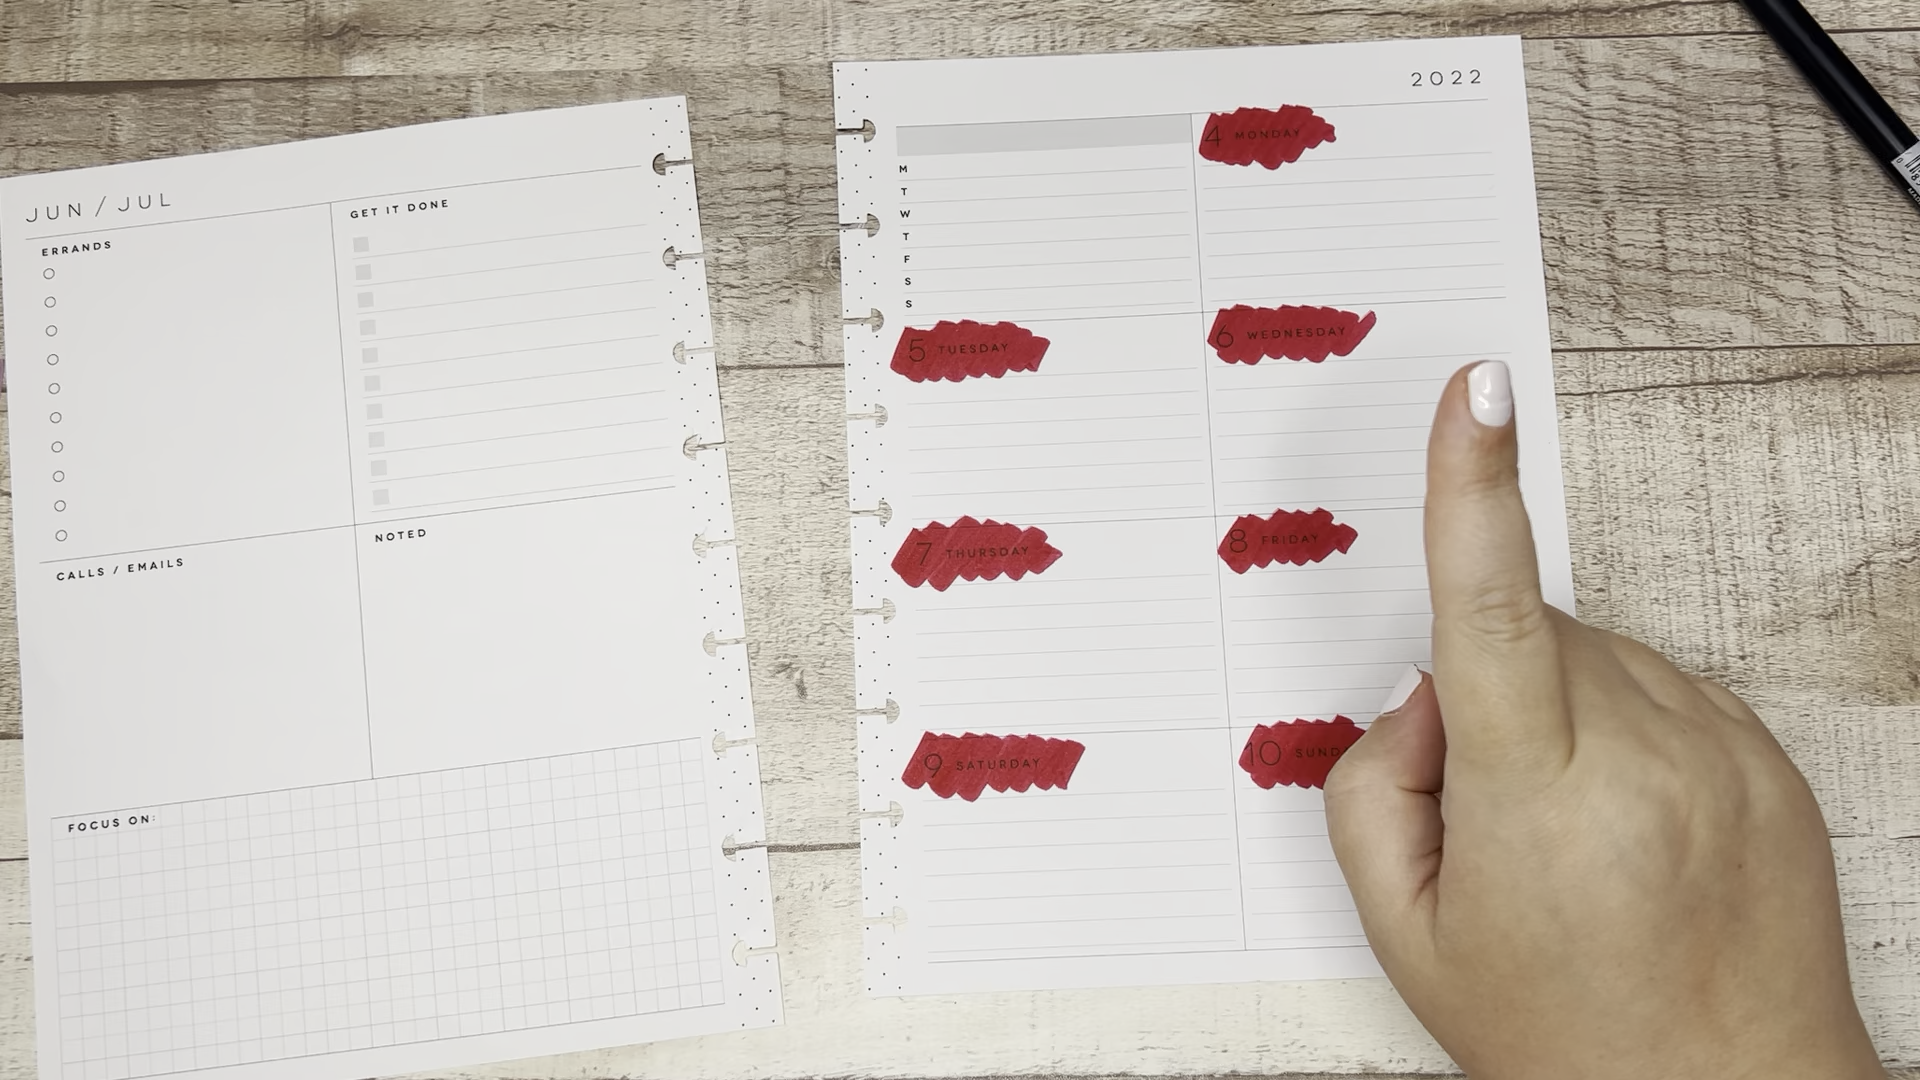 JUN / JUL
ERRANDS
GET IT DONE
CALLS / EMAILS
NOTED
FOCUS ON:
2022
M
T
W
T
F
S
S
4 MONDAY
5 TUESDAY
6 WEDNESDAY
7 THURSDAY
8 FRIDAY
9 SATURDAY
10